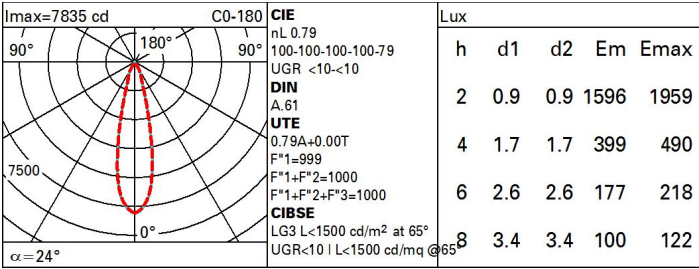 Imax=7835 cd C0-180
90° 180° 90°
7500
0°
α=24°
CIE
nL 0.79
100-100-100-100-79
UGR <10-<10
DIN
A.61
UTE
0.79A+0.00T
F"1=999
F"1+F"2=1000
F"1+F"2+F"3=1000
CIBSE
LG3 L<1500 cd/m² at 65°
UGR<10 | L<1500 cd/mq @65°
Lux
h d1 d2 Em Emax
2 0.9 0.9 1596 1959
4 1.7 1.7 399 490
6 2.6 2.6 177 218
8 3.4 3.4 100 122